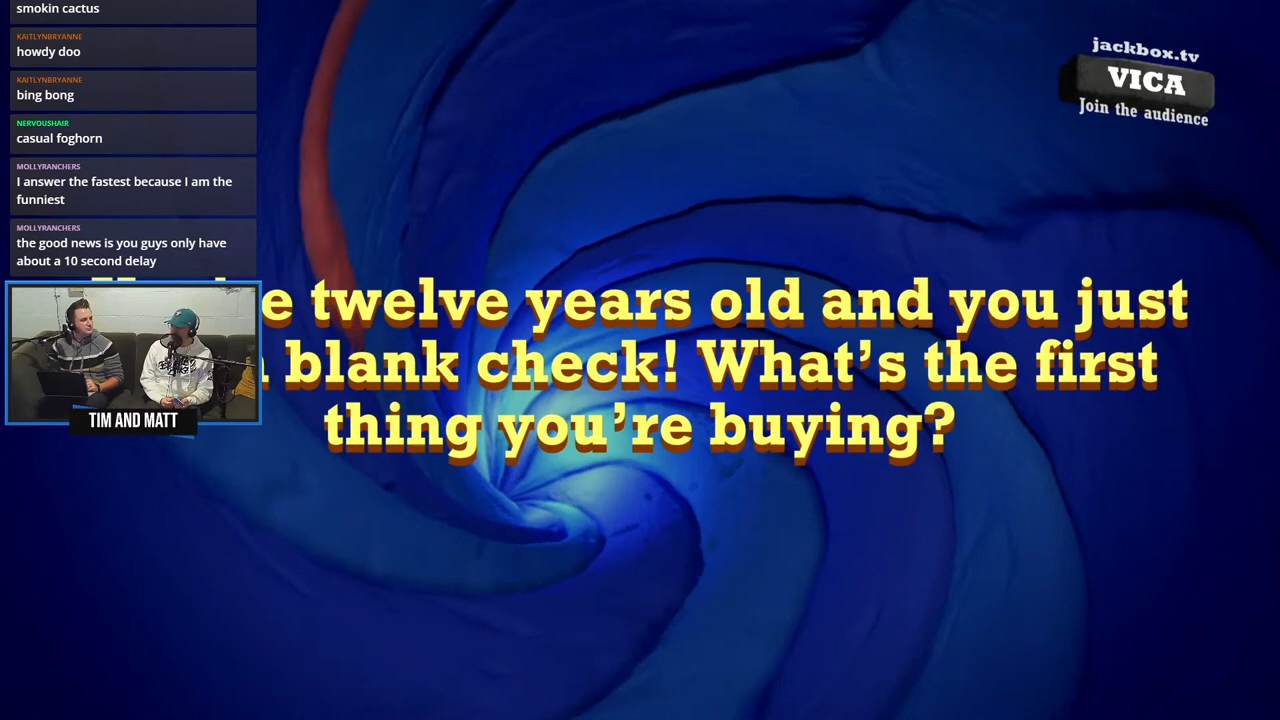 smokin cactus
KAITLYNBRYANNE
howdy doo
KAITLYNBRYANNE
bing bong
NERVOUSHAIR
casual foghorn
MOLLYRANCHERS
I answer the fastest because I am the
funniest
MOLLYRANCHERS
the good news is you guys only have
about a 10 second delay
TIM AND MATT
jackbox.tv
VICA
Join the audience
twelve years old and you just
blank check! What's the first
thing you're buying?